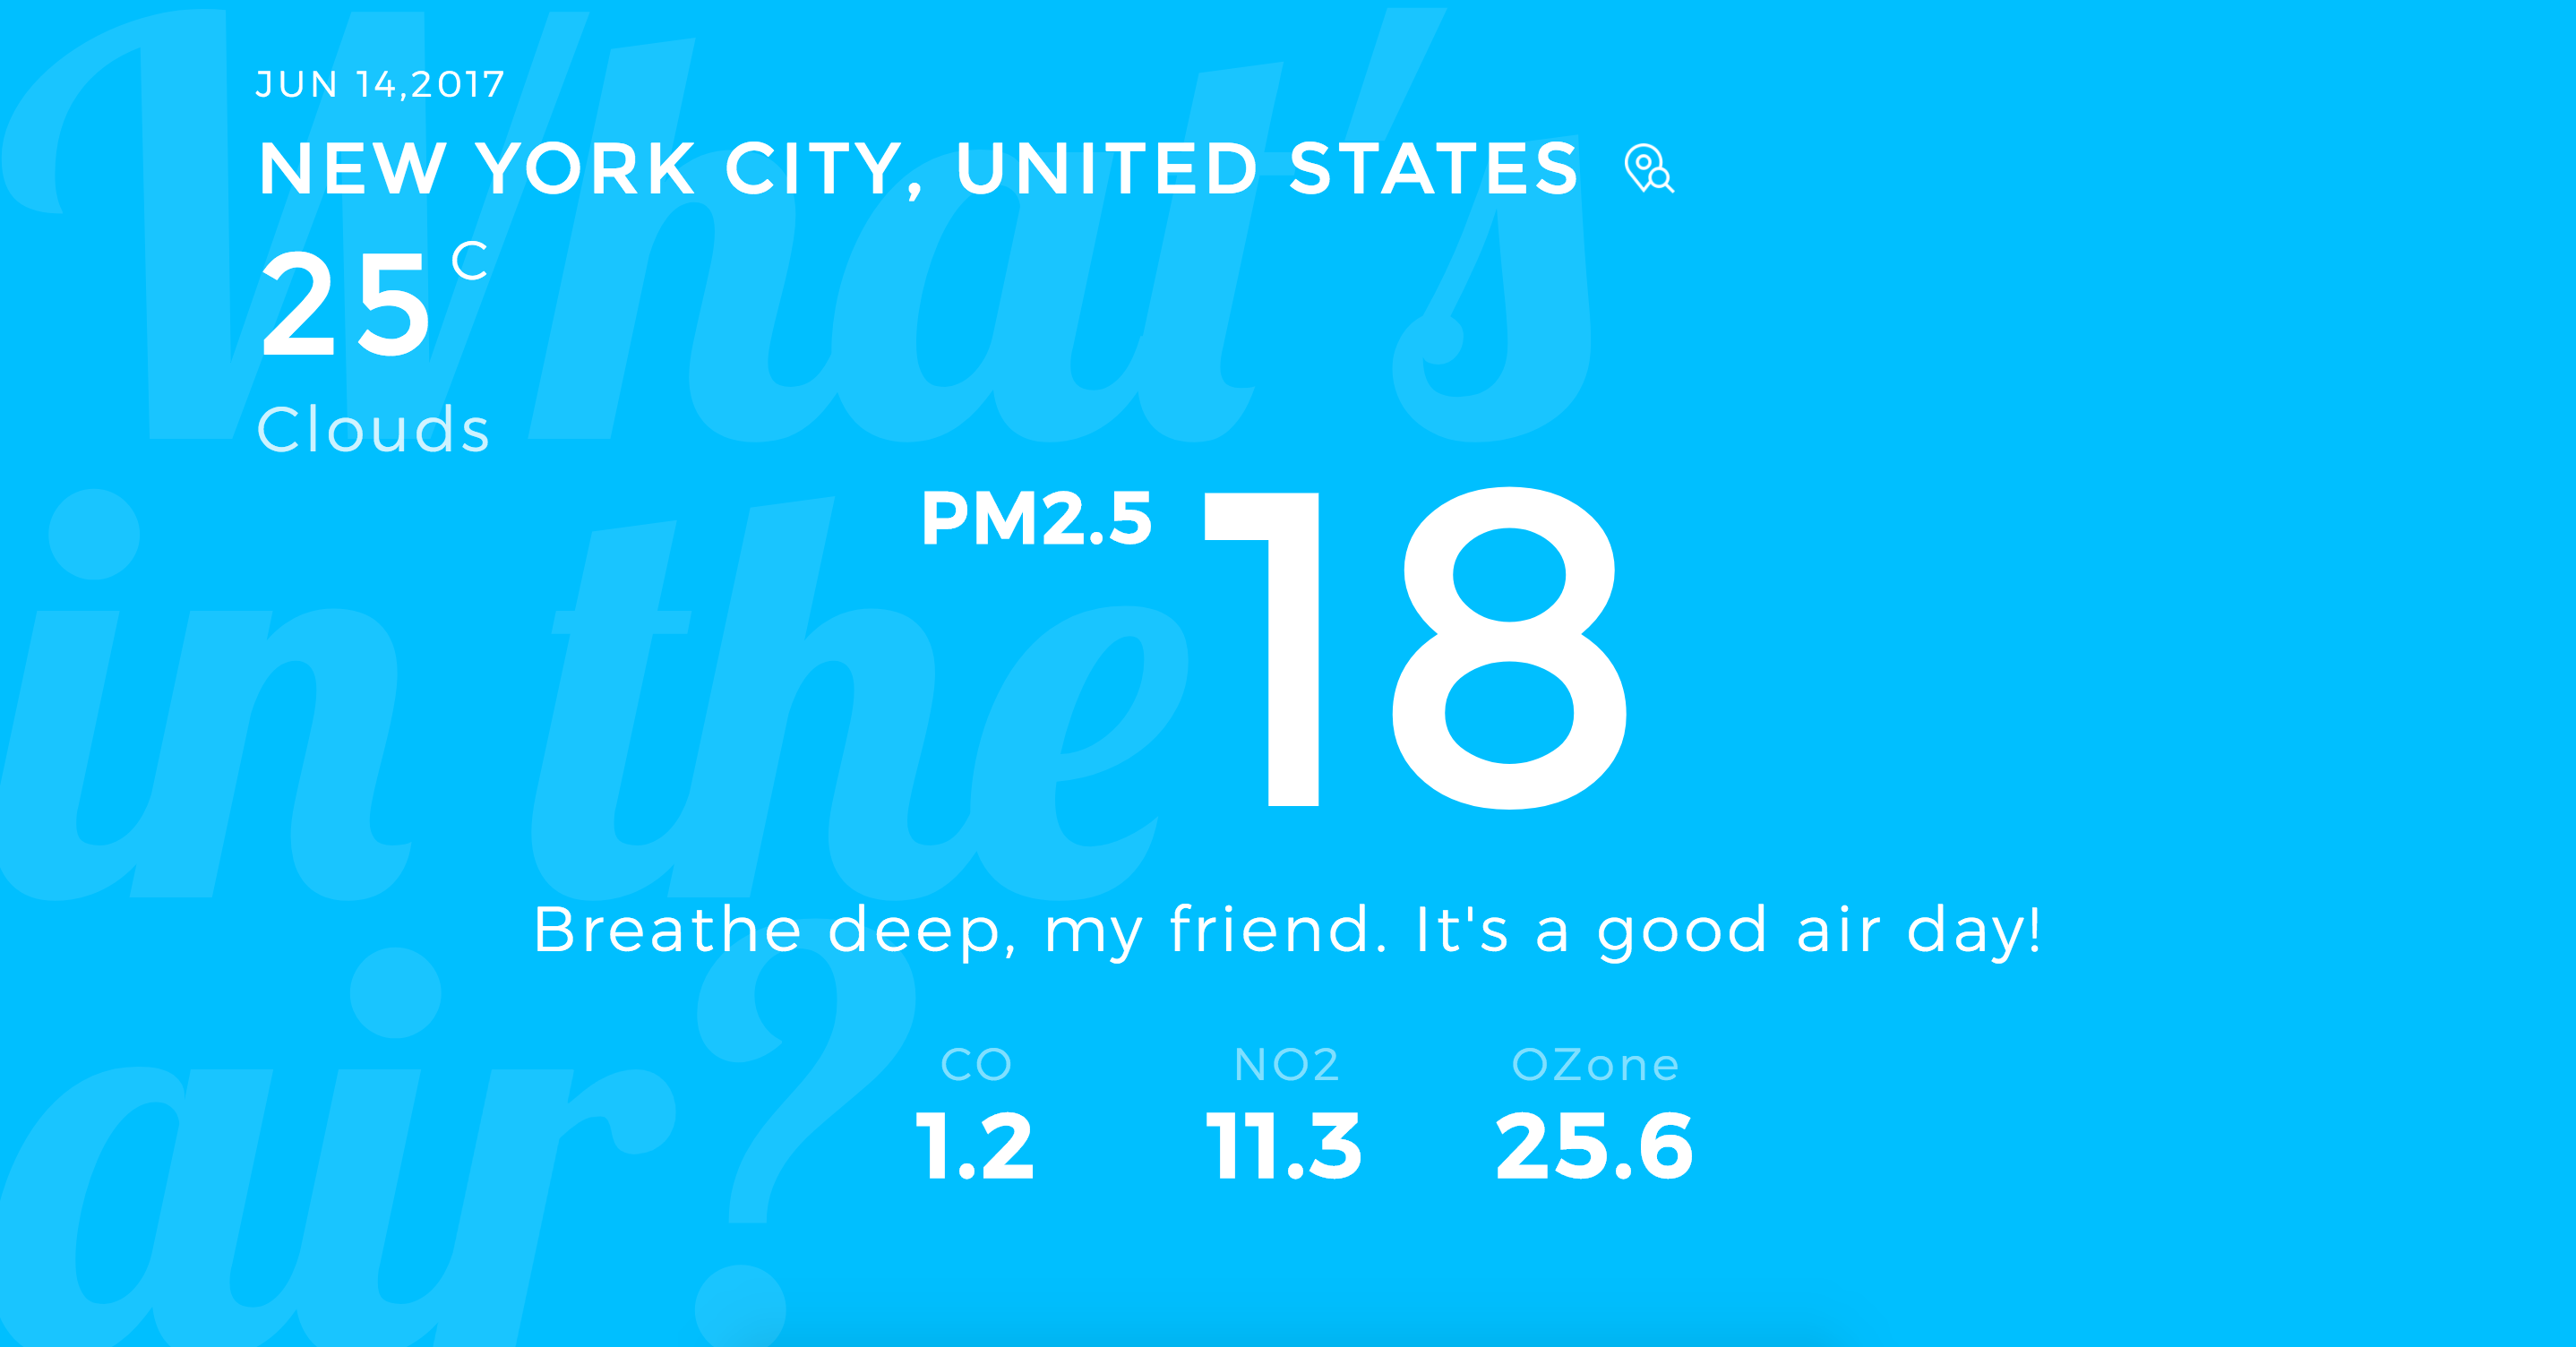 What's
in the
air?
JUN 14,2017
NEW YORK CITY, UNITED STATES
25 C
Clouds
PM2.5 18
Breathe deep, my friend. It's a good air day!
CO NO2 OZone
1.2 11.3 25.6